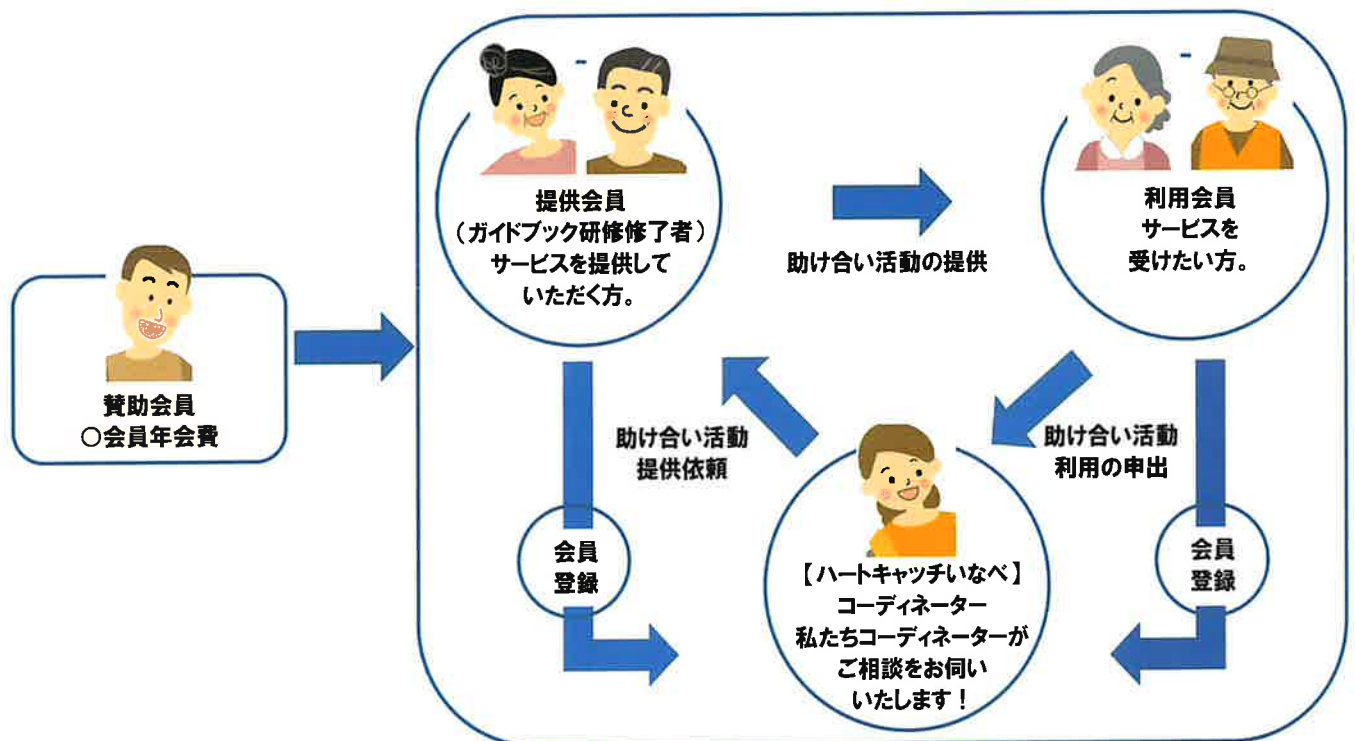 提供会員
(ガイドブック研修修了者)
サービスを提供して
いただく方。
助け合い活動の提供
利用会員
サービスを
受けたい方。
賛助会員
○会員年会費
助け合い活動
提供依頼
助け合い活動
利用の申出
会員
登録
【ハートキャッチいなべ】
コーディネーター
私たちコーディネーターが
ご相談をお伺い
いたします！
会員
登録